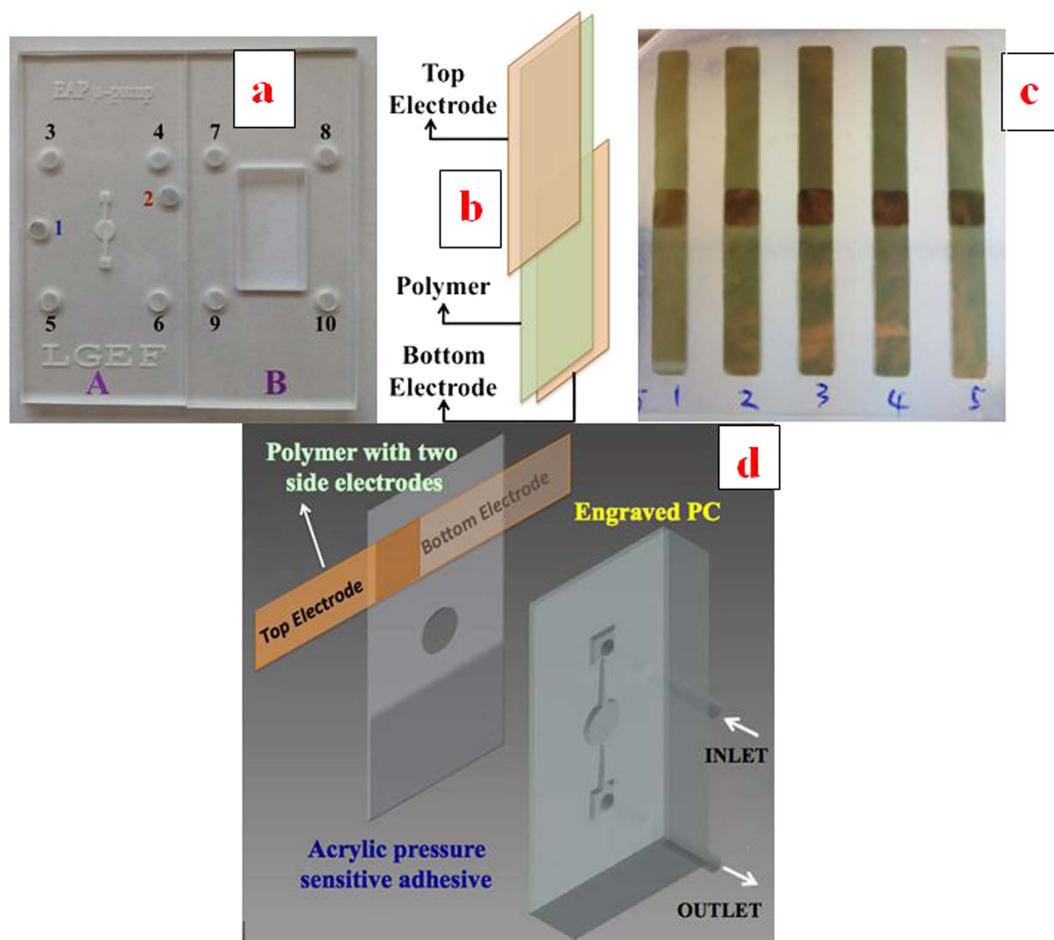 a
EAP μ-pump
3
4
7
8
2
1
5
6
9
10
LGEF
A
B
Top
Electrode
b
Polymer
Bottom
Electrode
c
1
2
3
4
5
d
Polymer with two
side electrodes
Top Electrode
Bottom Electrode
Engraved PC
Acrylic pressure
sensitive adhesive
INLET
OUTLET